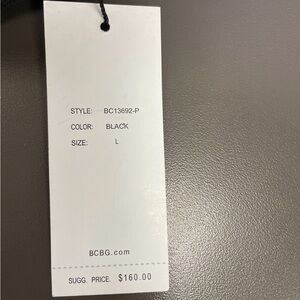 STYLE: BC13692-P
COLOR: BLACK
SIZE: L
BCBG.com
SUGG. PRICE $160.00